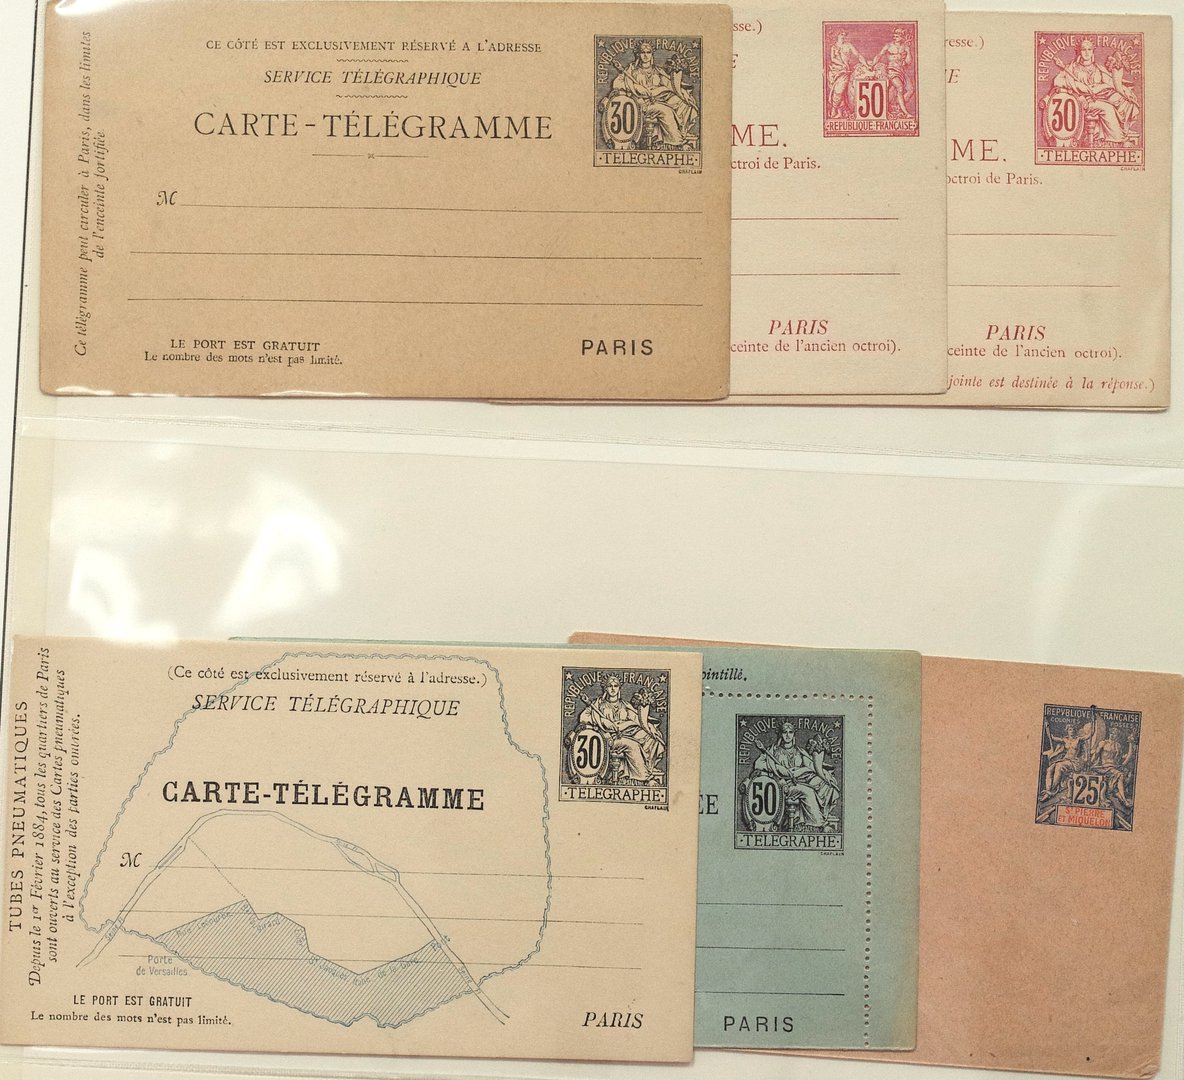 Ce télégramme peut circuler à Paris, dans les limites
de l'enceinte fortifiée
CE CÔTÉ EST EXCLUSIVEMENT RÉSERVÉ A L'ADRESSE
SERVICE TÉLÉGRAPHIQUE
CARTE-TÉLÉGRAMME
M
LE PORT EST GRATUIT
Le nombre des mots n'est pas limité.
PARIS
REPUBLIQUE FRANÇAISE
30
TELEGRAPHE
CHAPLAIN
sse.)
E
ME.
ctroi de Paris.
50
REPUBLIQUE FRANÇAISE
PARIS
ceinte de l'ancien octroi).
resse.)
VE
ME.
octroi de Paris.
REPUBLIQUE FRANÇAISE
30
TELEGRAPHE
CHAPLAIN
PARIS
ceinte de l'ancien octroi).
jointe est destinée à la réponse.)
TUBES PNEUMATIQUES
Depuis le 1er Février 1884, tous les quartiers de Paris
sont ouverts au service des Cartes pneumatiques
à l'exception des parties ombrées.
(Ce côté est exclusivement réservé à l'adresse.)
SERVICE TÉLÉGRAPHIQUE
CARTE-TÉLÉGRAMME
M
Porte
de Versailles
LE PORT EST GRATUIT
Le nombre des mots n'est pas limité.
PARIS
REPUBLIQUE FRANÇAISE
30
TELEGRAPHE
CHAPLAIN
ointillé.
ÉE
REPUBLIQUE FRANÇAISE
50
TELEGRAPHE
CHAPLAIN
PARIS
REPVBLIQUE FRANÇAISE
COLONIES POSTES
25
ST PIERRE
ET MIQUELON